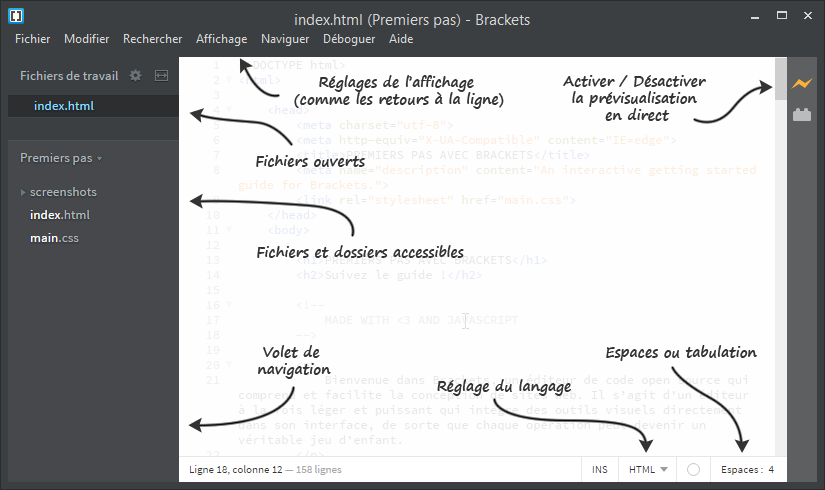 index.html (Premiers pas) - Brackets
Fichier Modifier Rechercher Affichage Naviguer Déboguer Aide
Fichiers de travail
index.html
Premiers pas
screenshots
index.html
main.css
Réglages de l'affichage
(comme les retours à la ligne)
Activer / Désactiver
la prévisualisation
en direct
Fichiers ouverts
Fichiers et dossiers accessibles
Volet de
navigation
Réglage du langage
Espaces ou tabulation
1 DOCTYPE html>
2 <html>
3
4 <head>
5 <meta charset="utf-8">
6 <meta http-equiv="X-UA-Compatible" content="IE=edge">
7 <title>PREMIERS PAS AVEC BRACKETS</title>
8 <meta name="description" content="An interactive getting started
guide for Brackets.">
<link rel="stylesheet" href="main.css">
10 </head>
11 <body>
12
13 <h1>PREMIERS PAS AVEC BRACKETS</h1>
14 <h2>Suivez le guide !</h2>
15
16 <!--
17 MADE WITH <3 AND JAVASCRIPT
18 -->
19
20
21 Bienvenue dans un éditeur de code open source qui
comprend et facilite la conception de sites web. Il s'agit d'un éditeur
à la fois léger et puissant qui intègre des outils visuels directement
dans son interface, de sorte que chaque opération peut devenir un
véritable jeu d'enfant.
22 </p>
Ligne 18, colonne 12 — 158 lignes
INS HTML Espaces : 4